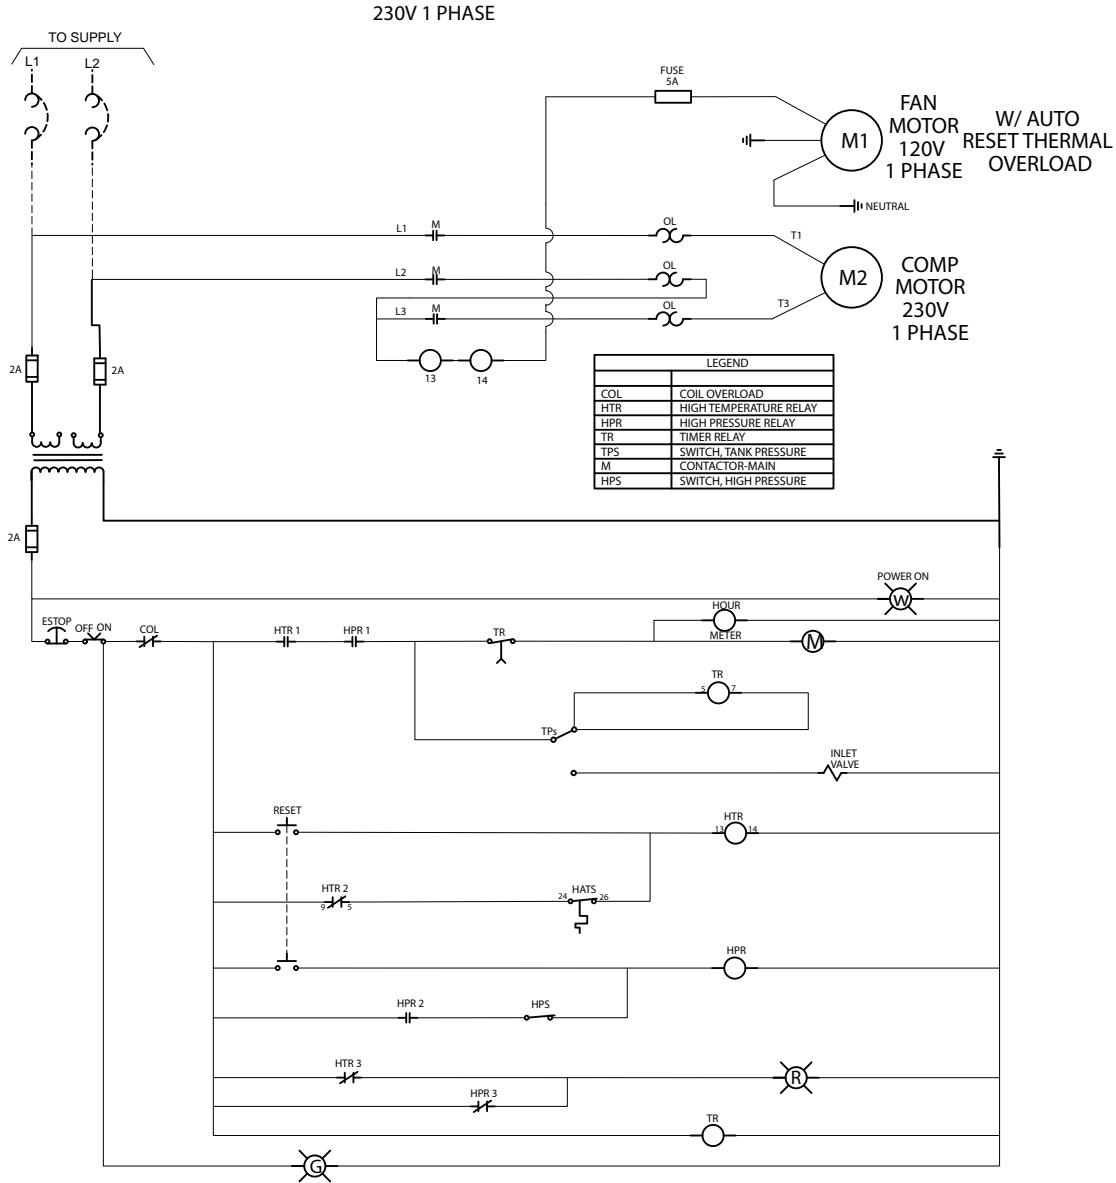 230V 1 PHASE
TO SUPPLY
L1
L2
FUSE
5A
M1
FAN
MOTOR
120V
1 PHASE
W/ AUTO
RESET THERMAL
OVERLOAD
NEUTRAL
L1
M
OL
T1
L2
M
OL
M2
COMP
MOTOR
230V
1 PHASE
L3
M
OL
T3
13
14
2A
2A
LEGEND
COL COIL OVERLOAD
HTR HIGH TEMPERATURE RELAY
HPR HIGH PRESSURE RELAY
TR TIMER RELAY
TPS SWITCH, TANK PRESSURE
M CONTACTOR-MAIN
HPS SWITCH, HIGH PRESSURE
2A
POWER ON
W
ESTOP
OFF ON
COL
HTR 1
HPR 1
TR
HOUR
METER
M
TR
5
7
TPs
INLET
VALVE
RESET
HTR
13
14
HTR 2
9
5
HATS
24
26
HPR
HPR 2
HPS
HTR 3
R
HPR 3
TR
G